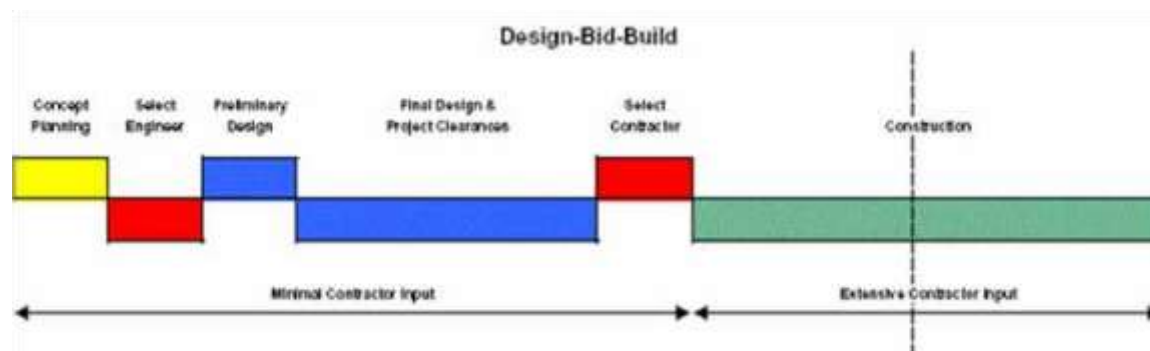 Design-Bid-Build
Concept
Planning
Select
Engineer
Preliminary
Design
Final Design &
Project Clearances
Select
Contractor
Construction
Minimal Contractor Input
Extensive Contractor Input